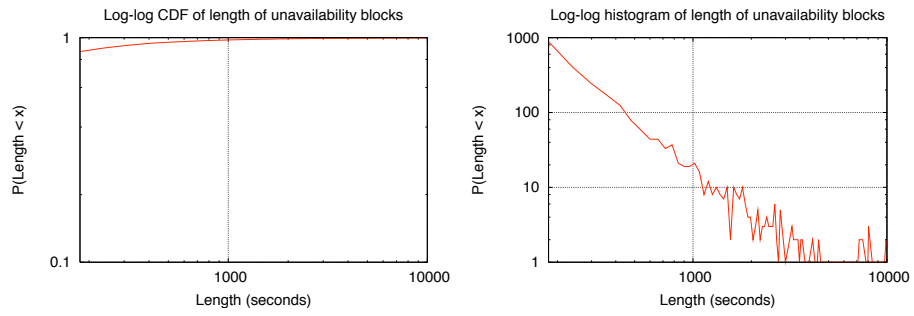 Log-log CDF of length of unavailability blocks
1
0.1
P(Length < x)
1000
10000
Length (seconds)
Log-log histogram of length of unavailability blocks
1000
100
10
1
P(Length < x)
1000
10000
Length (seconds)